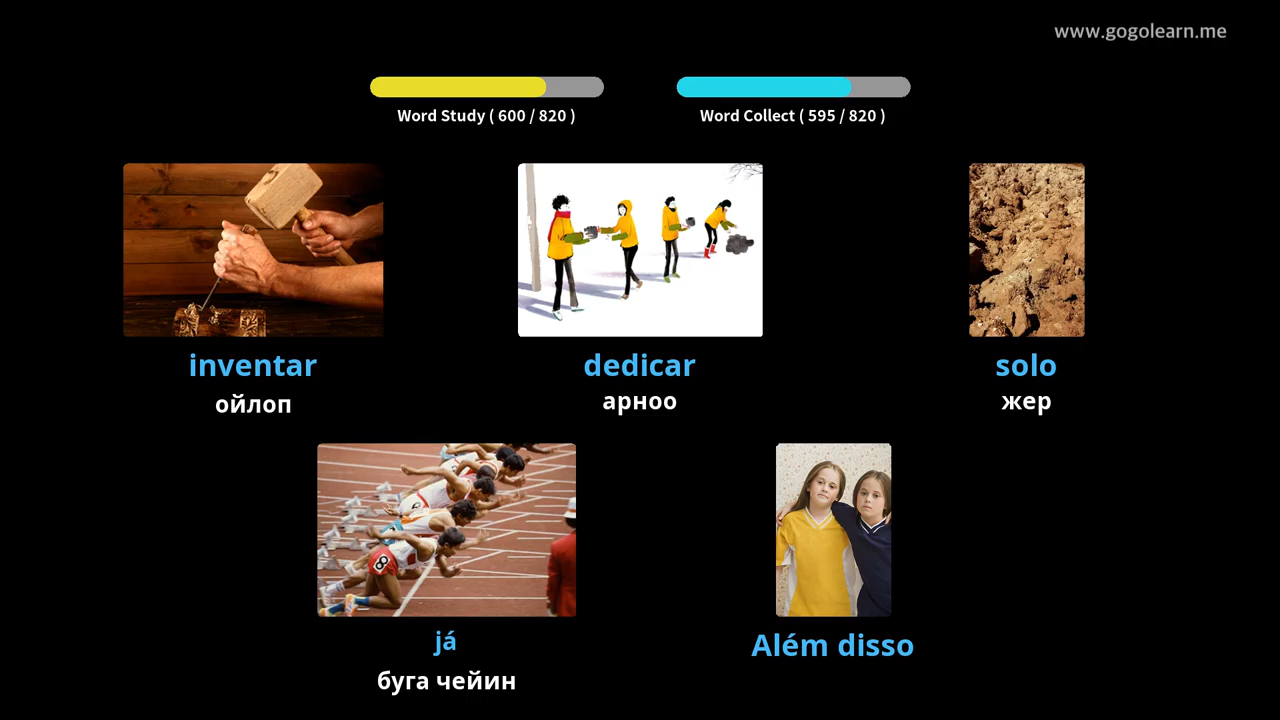 www.gogolearn.me
Word Study ( 600 / 820 )
Word Collect ( 595 / 820 )
inventar
ойлоп
dedicar
арноо
solo
жер
já
буга чейин
Além disso